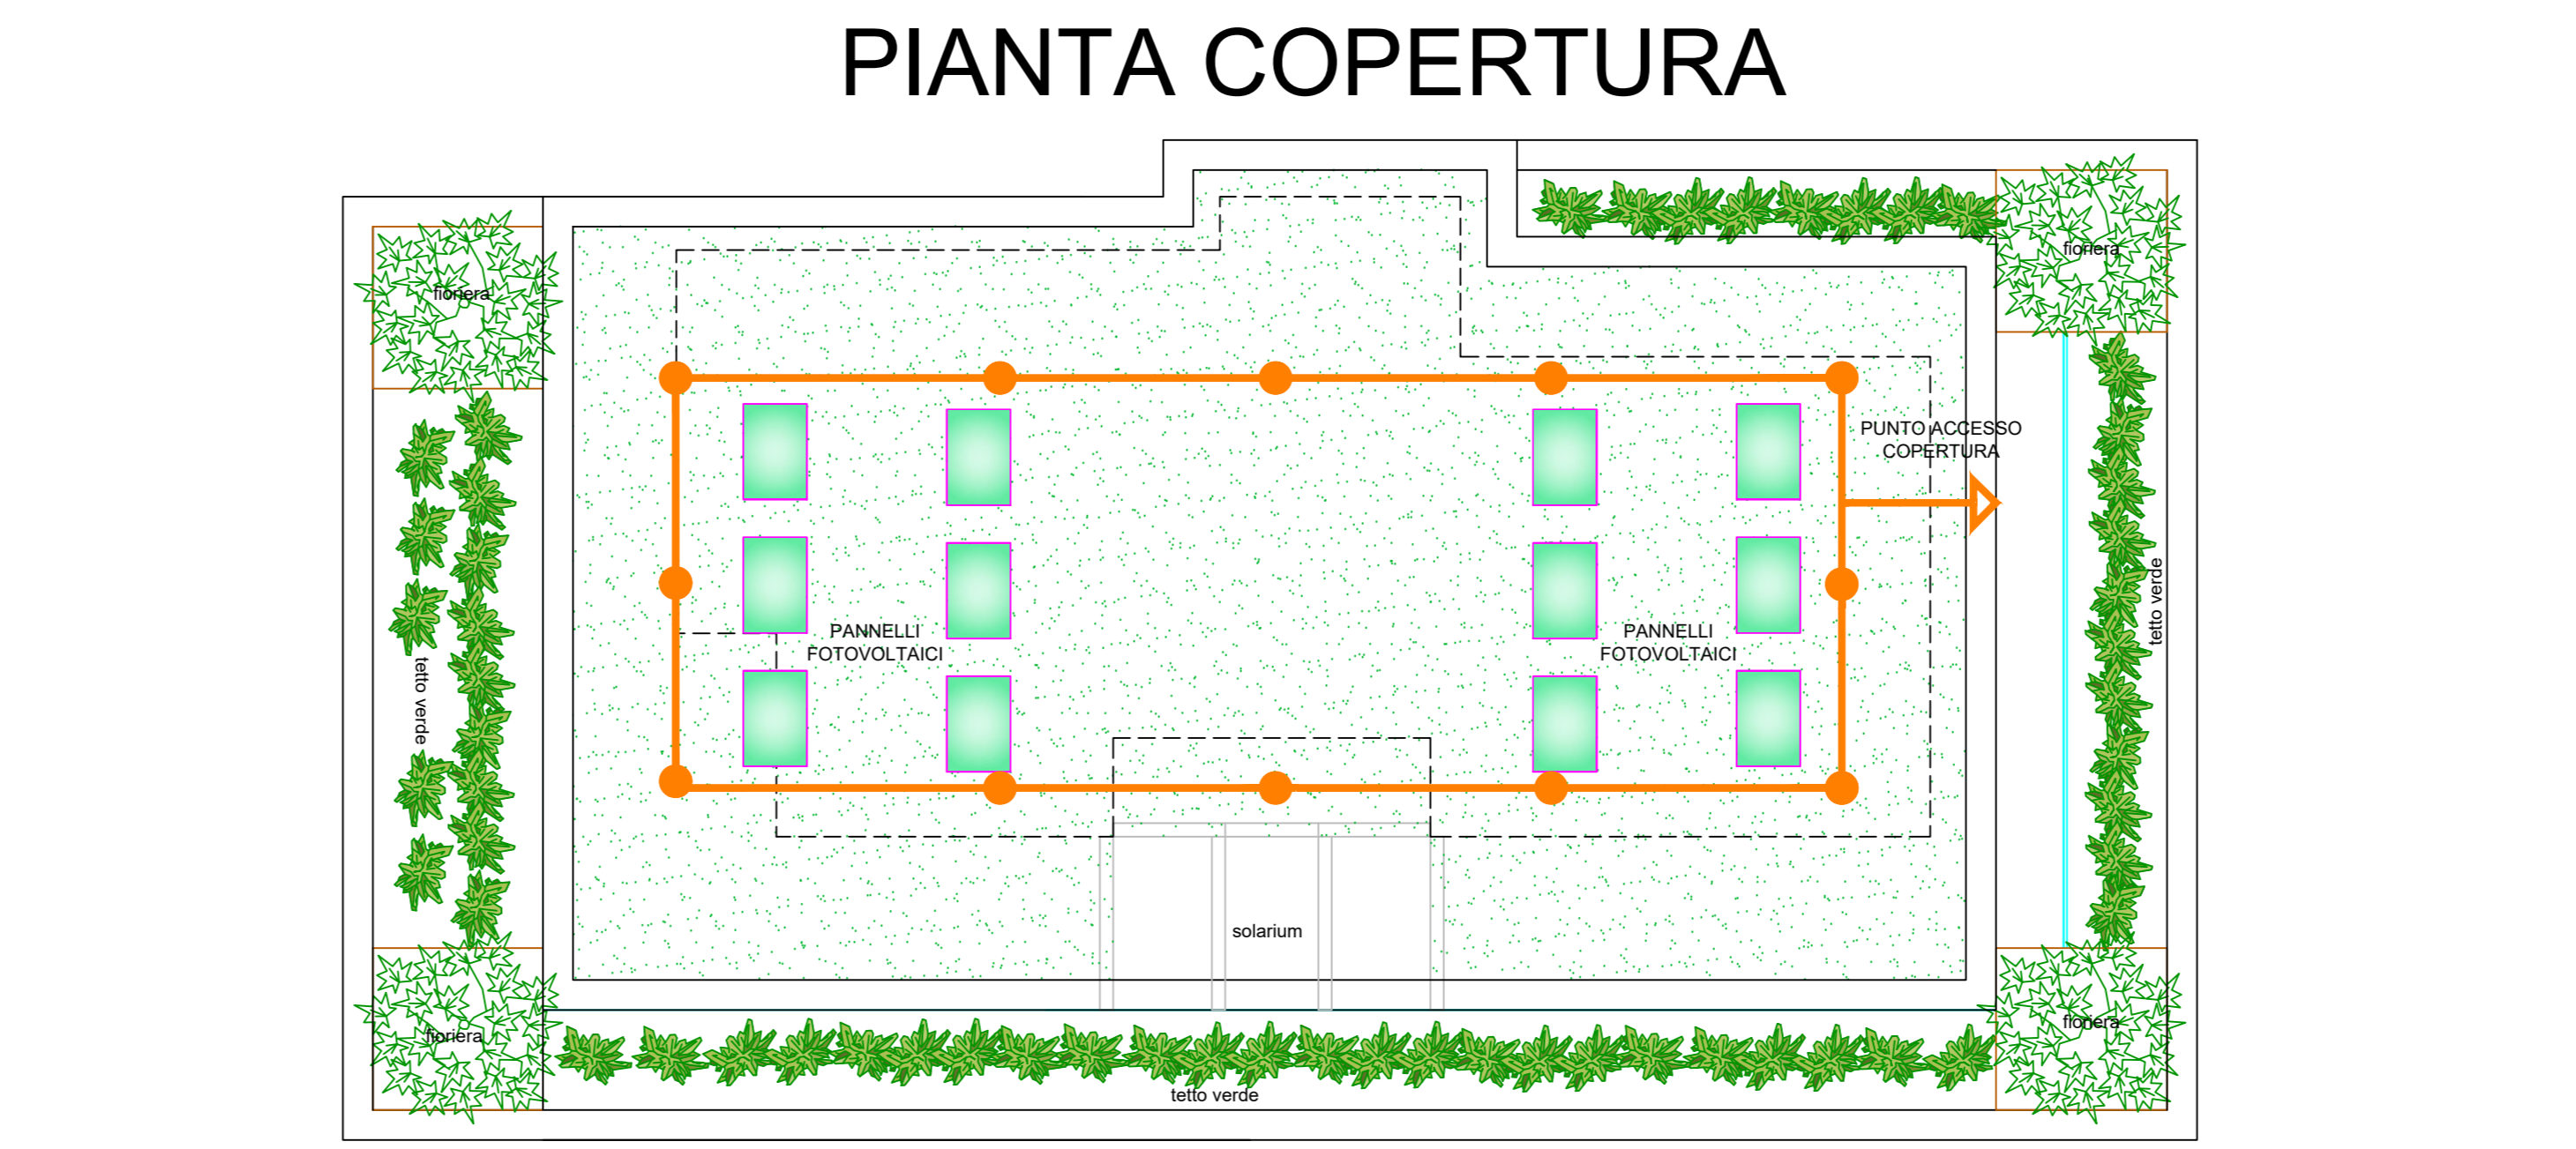 PIANTA COPERTURA
fioriera
fioriera
PUNTO ACCESSO
COPERTURA
PANNELLI
FOTOVOLTAICI
PANNELLI
FOTOVOLTAICI
tetto verde
tetto verde
solarium
fioriera
fioriera
tetto verde